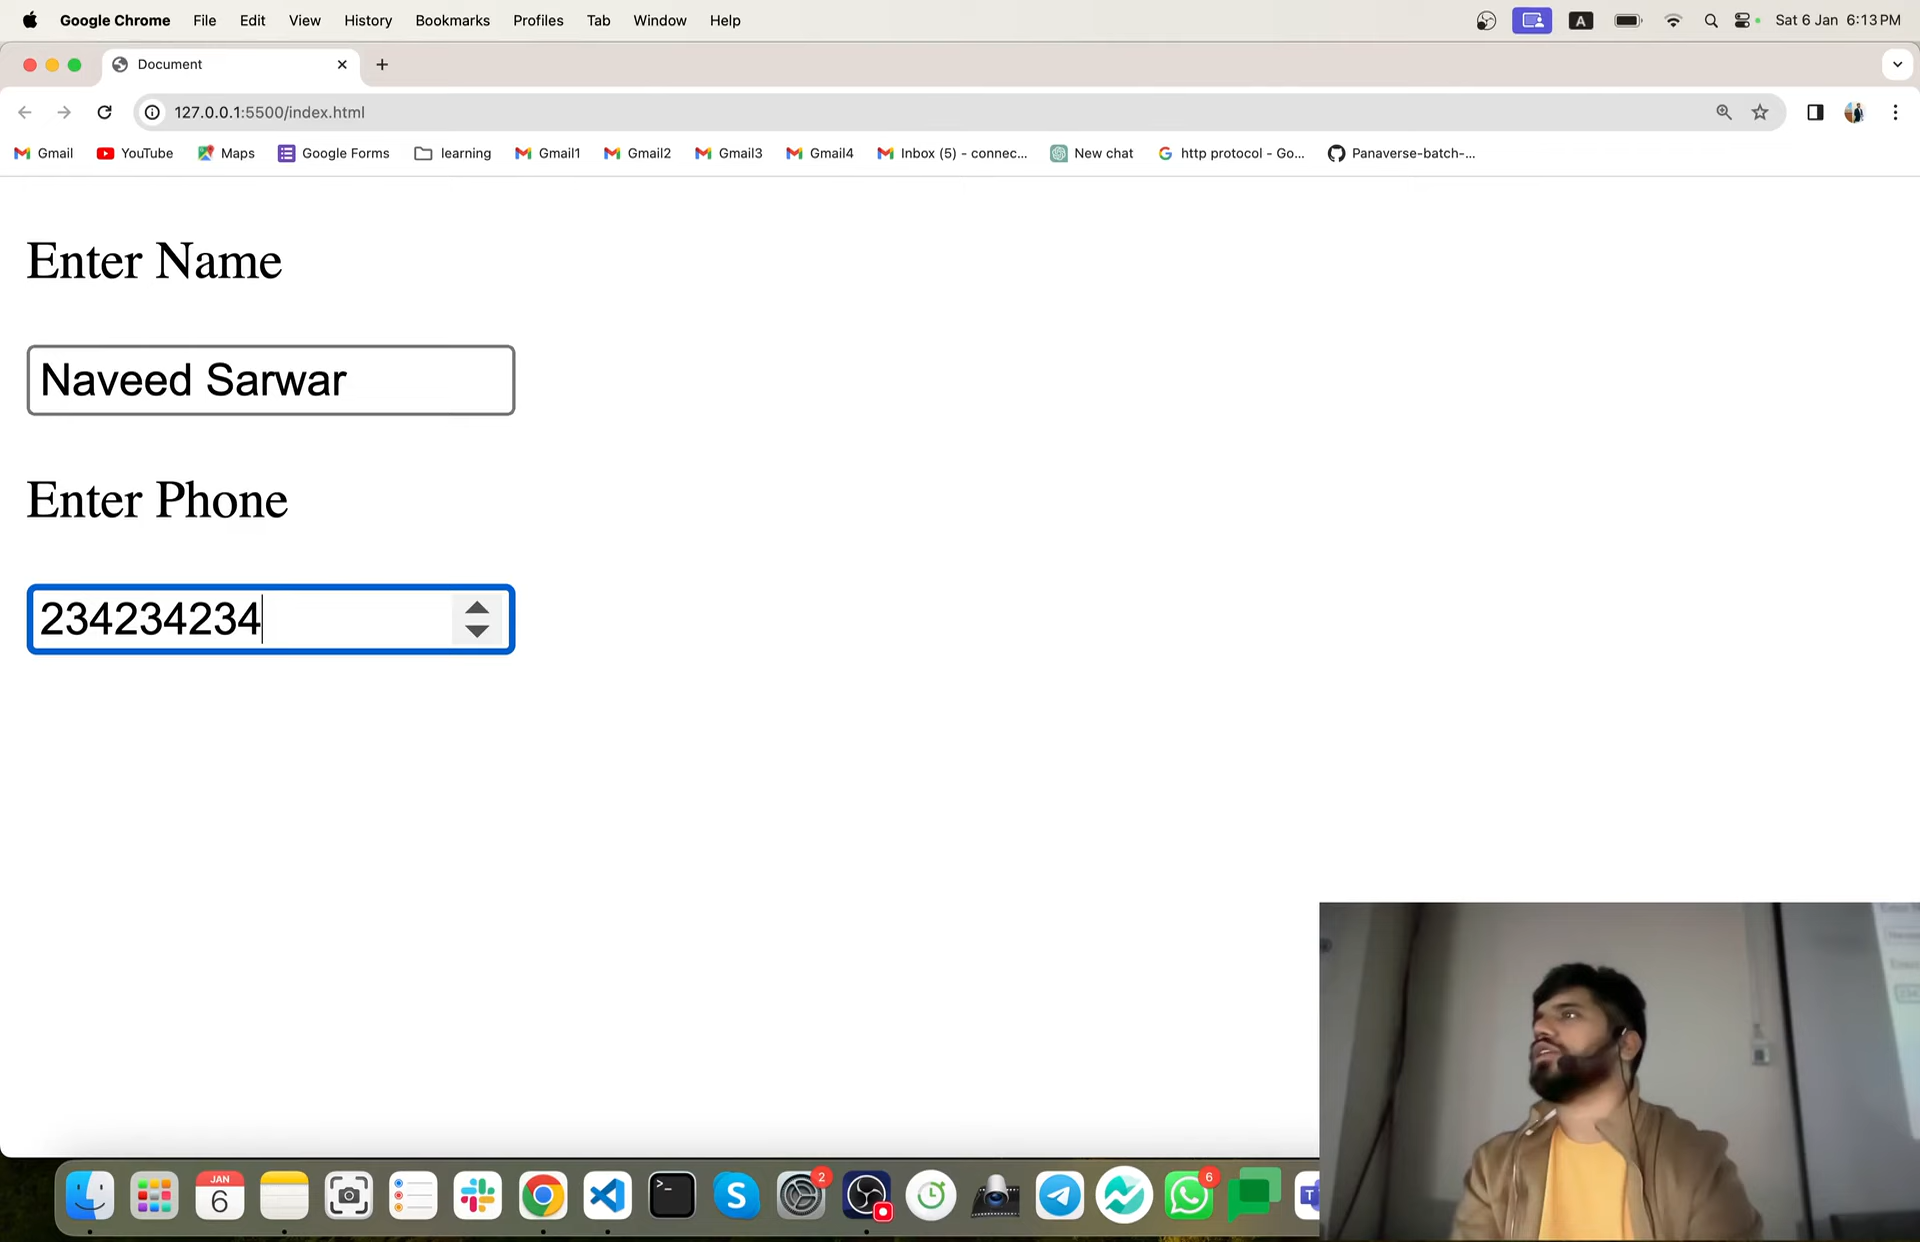 Google Chrome File Edit View History Bookmarks Profiles Tab Window Help A Sat 6 Jan 6:13 PM
Document
127.0.0.1:5500/index.html
Gmail YouTube Maps Google Forms learning Gmail1 Gmail2 Gmail3 Gmail4 Inbox (5) - connec... New chat http protocol - Go... Panaverse-batch-...
Enter Name
Naveed Sarwar
Enter Phone
234234234
JAN
6
>_
S
2
6
T